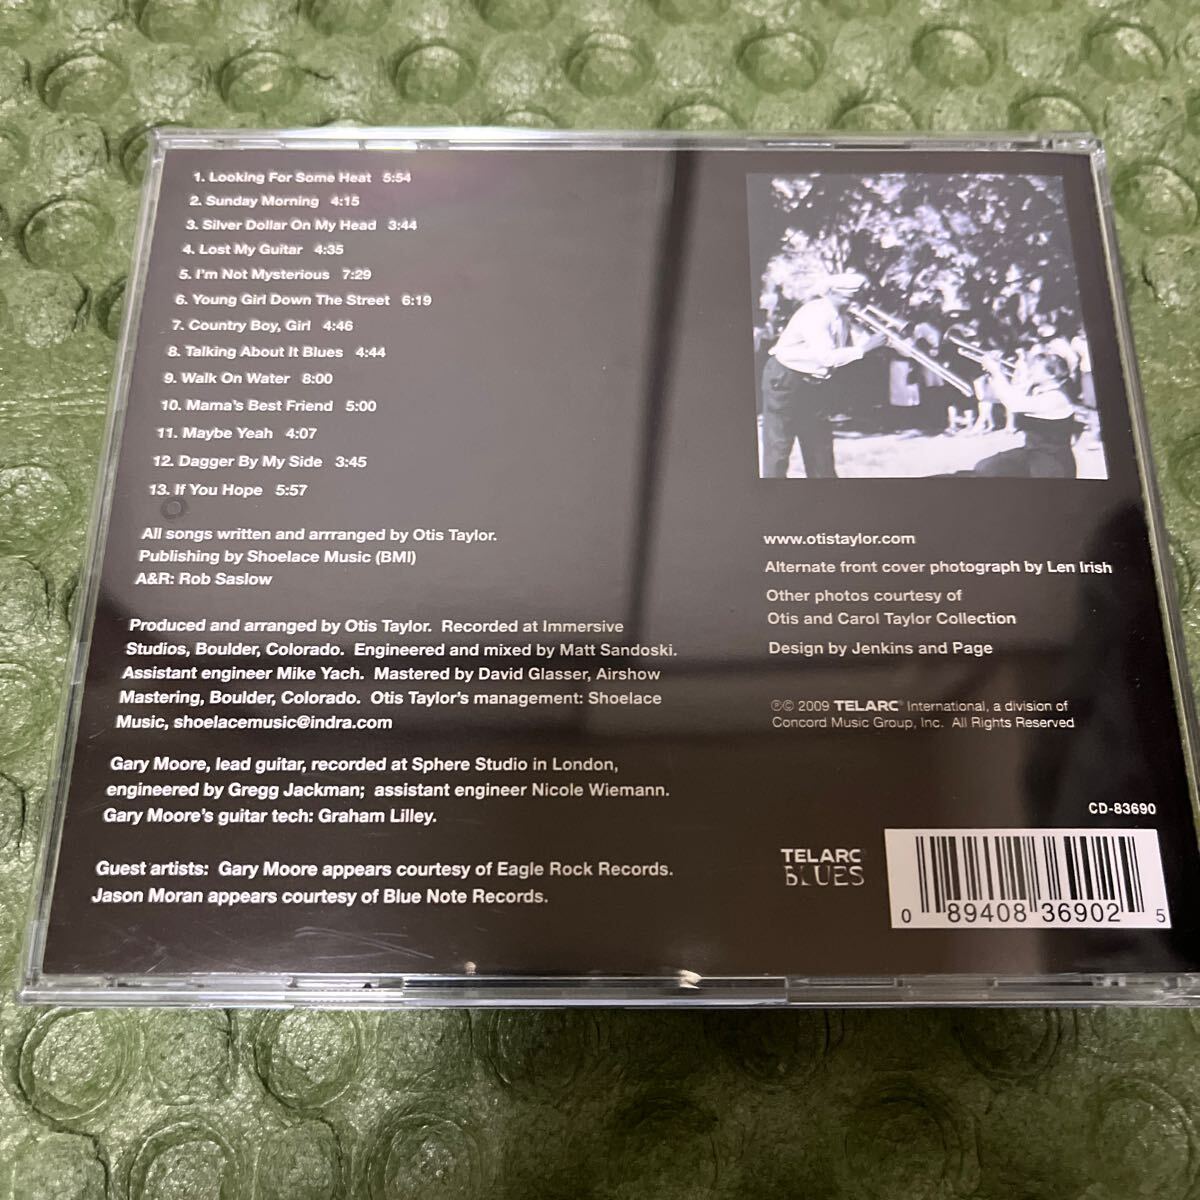 1. Looking For Some Heat 5:54
2. Sunday Morning 4:15
3. Silver Dollar On My Head 3:44
4. Lost My Guitar 4:35
5. I'm Not Mysterious 7:29
6. Young Girl Down The Street 6:19
7. Country Boy, Girl 4:46
8. Talking About It Blues 4:44
9. Walk On Water 8:00
10. Mama's Best Friend 5:00
11. Maybe Yeah 4:07
12. Dagger By My Side 3:45
13. If You Hope 5:57
All songs written and arrranged by Otis Taylor.
Publishing by Shoelace Music (BMI)
A&R: Rob Saslow
Produced and arranged by Otis Taylor. Recorded at Immersive
Studios, Boulder, Colorado. Engineered and mixed by Matt Sandoski.
Assistant engineer Mike Yach. Mastered by David Glasser, Airshow
Mastering, Boulder, Colorado. Otis Taylor's management: Shoelace
Music, shoelacemusic@indra.com
Gary Moore, lead guitar, recorded at Sphere Studio in London,
engineered by Gregg Jackman; assistant engineer Nicole Wiemann.
Gary Moore's guitar tech: Graham Lilley.
Guest artists: Gary Moore appears courtesy of Eagle Rock Records.
Jason Moran appears courtesy of Blue Note Records.
www.otistaylor.com
Alternate front cover photograph by Len Irish
Other photos courtesy of
Otis and Carol Taylor Collection
Design by Jenkins and Page
℗© 2009 TELARC® International, a division of
Concord Music Group, Inc. All Rights Reserved
CD-83690
TELARC®
BLUES
0 89408 36902 5